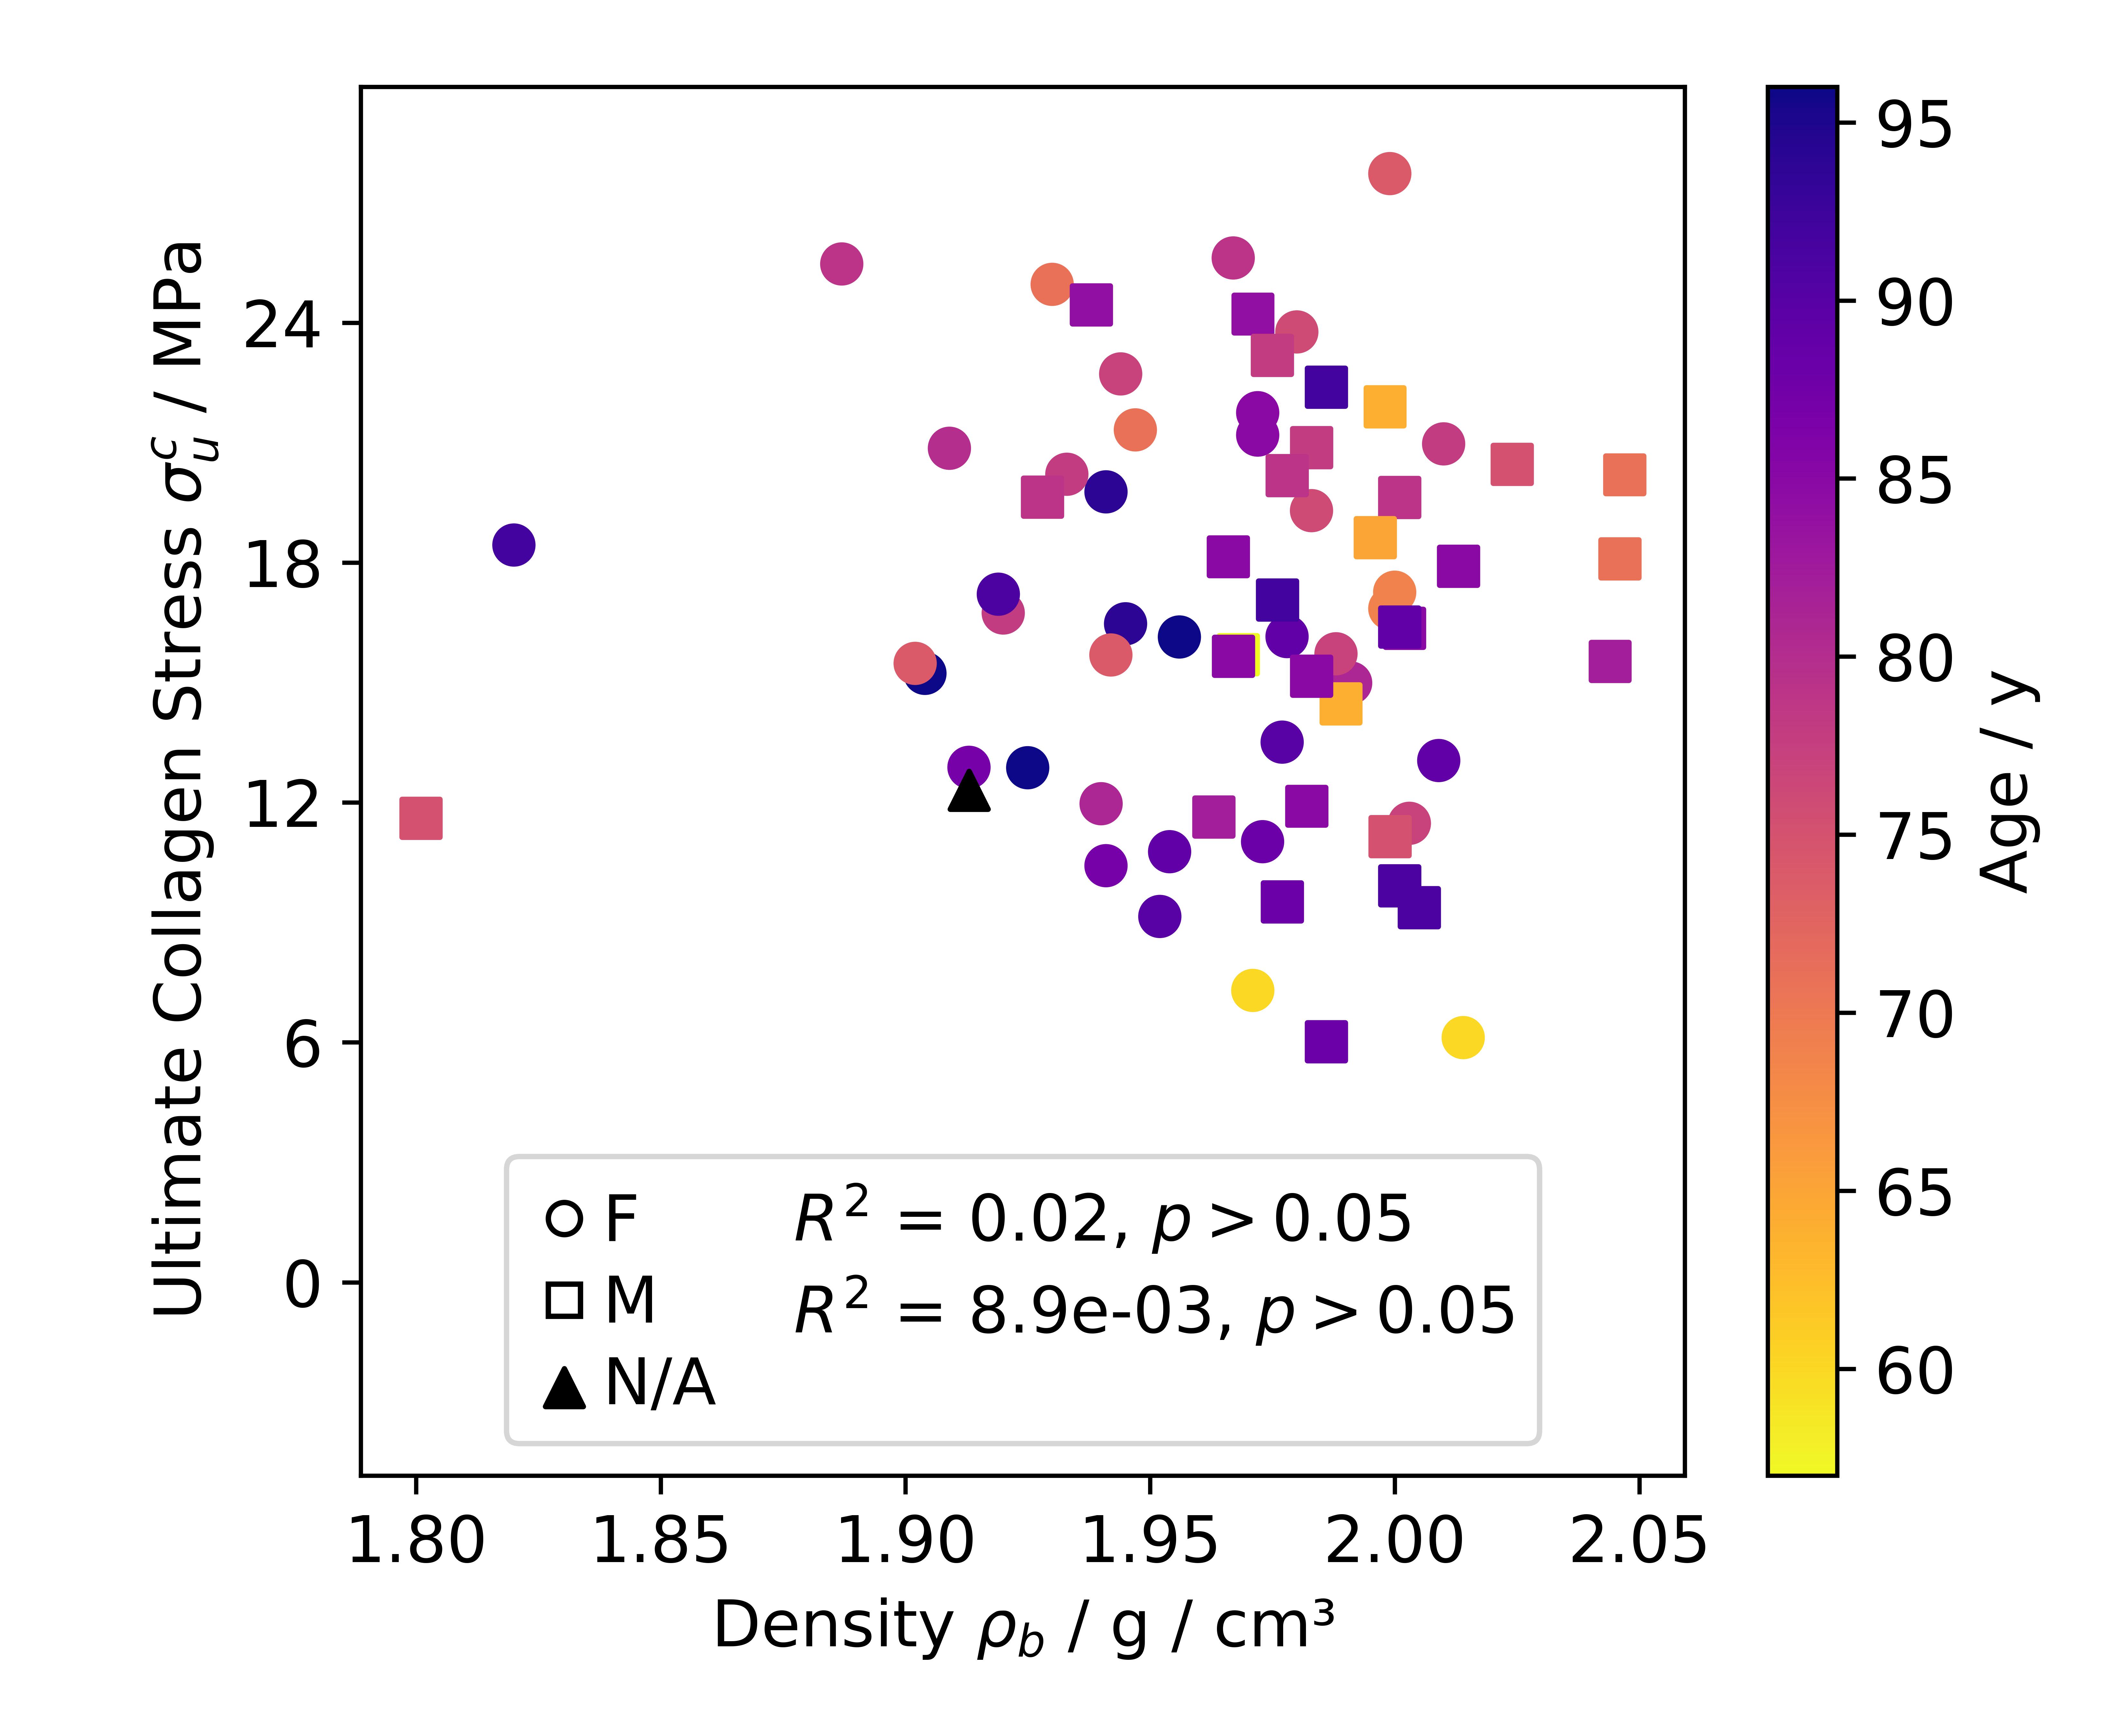 Ultimate Collagen Stress σᶜᵤ / MPa
24
18
12
6
0
F R² = 0.02, p > 0.05
M R² = 8.9e-03, p > 0.05
N/A
1.80 1.85 1.90 1.95 2.00 2.05
Density ρ_b / g / cm³
95
90
85
80
75
70
65
60
Age / y